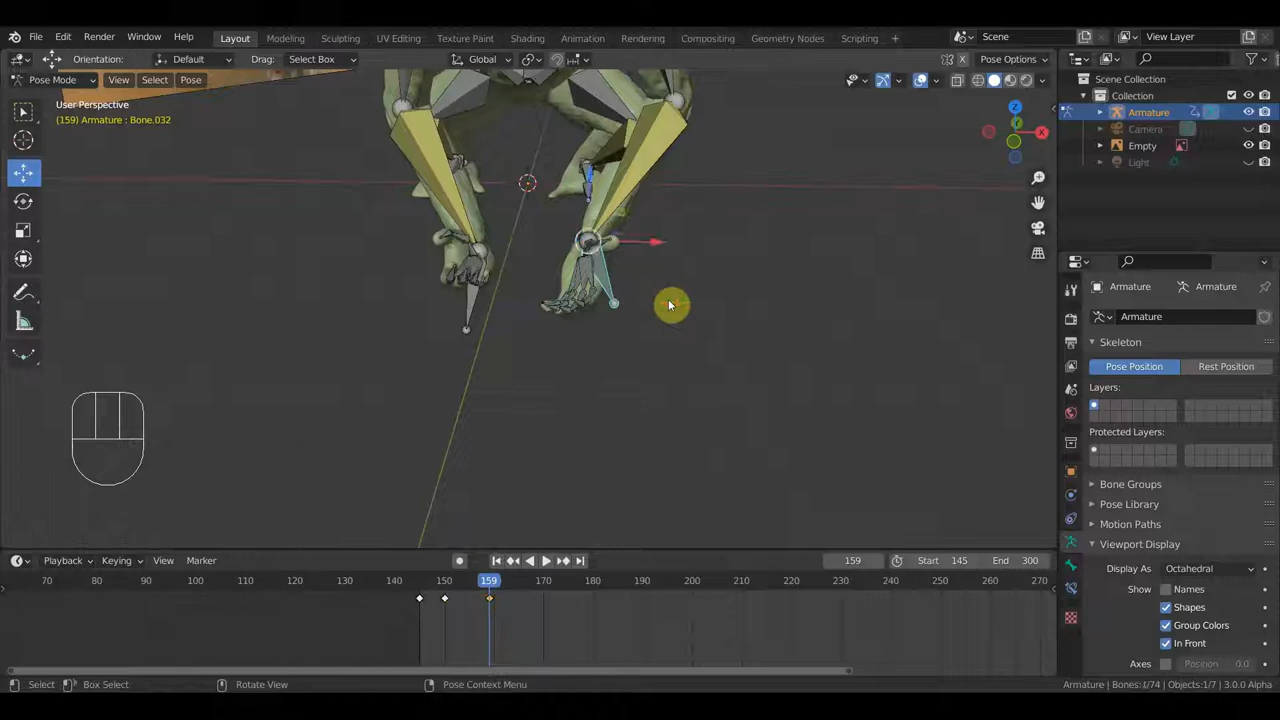 File Edit Render Window Help Layout Modeling Sculpting UV Editing Texture Paint Shading Animation Rendering Compositing Geometry Nodes Scripting + Scene View Layer
Orientation: Default Drag: Select Box Global Pose Options
Pose Mode View Select Pose
User Perspective
(159) Armature : Bone.032
Z
Y
X
Scene Collection
Collection
Armature
Camera
Empty
Light
Armature Armature
Armature
Skeleton
Pose Position Rest Position
Layers:
Protected Layers:
Bone Groups
Pose Library
Motion Paths
Viewport Display
Display As Octahedral
Show Names
Shapes
Group Colors
In Front
Axes Position 0.0
Playback Keying View Marker 159 Start 145 End 300
70 80 90 100 110 120 130 140 150 159 170 180 190 200 210 220 230 240 250 260 270
Select Box Select Rotate View Pose Context Menu Armature | Bones:1/74 | Objects:1/7 | 3.0.0 Alpha